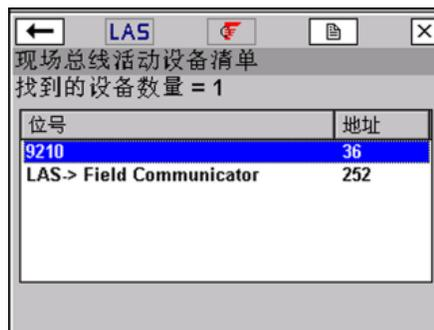 LAS
现场总线活动设备清单
找到的设备数量 = 1
位号 地址
9210 36
LAS-> Field Communicator 252